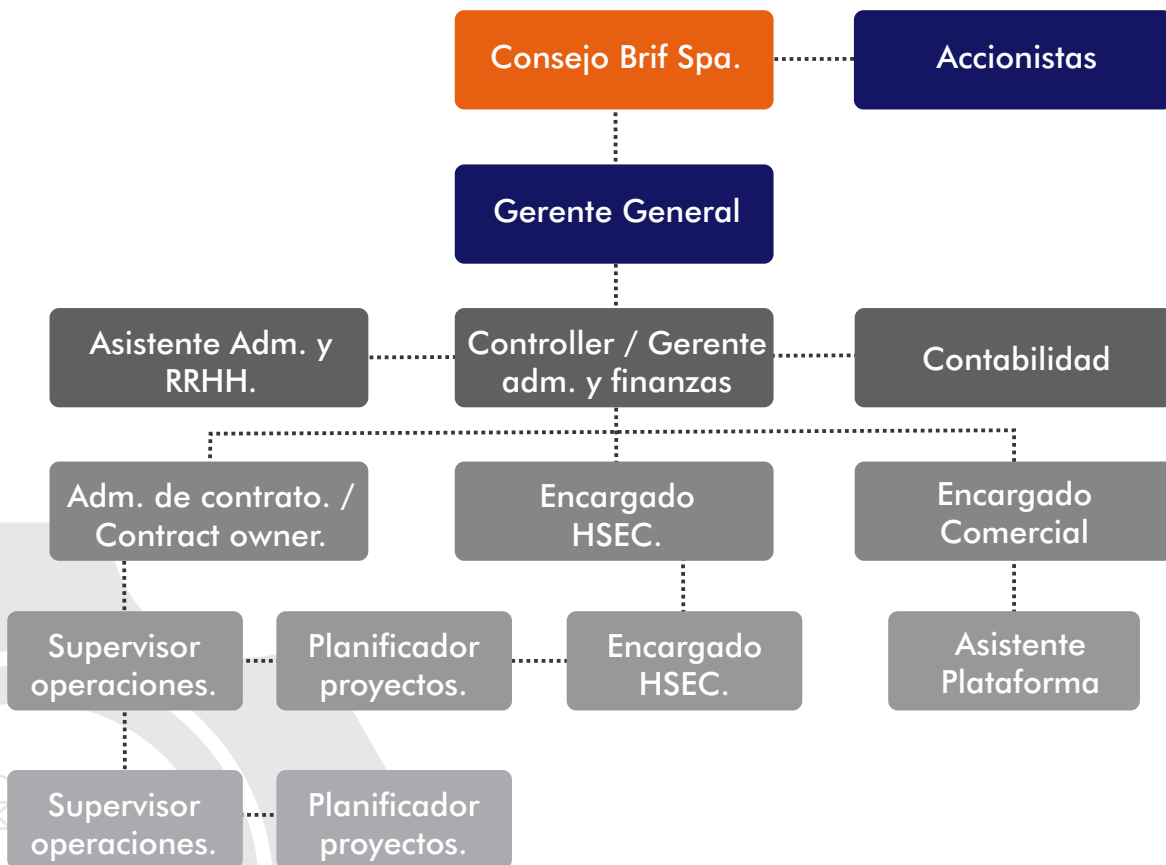 Consejo Brif Spa.
Accionistas
Gerente General
Asistente Adm. y
RRHH.
Controller / Gerente
adm. y finanzas
Contabilidad
Adm. de contrato. /
Contract owner.
Encargado
HSEC.
Encargado
Comercial
Supervisor
operaciones.
Planificador
proyectos.
Encargado
HSEC.
Asistente
Plataforma
Supervisor
operaciones.
Planificador
proyectos.